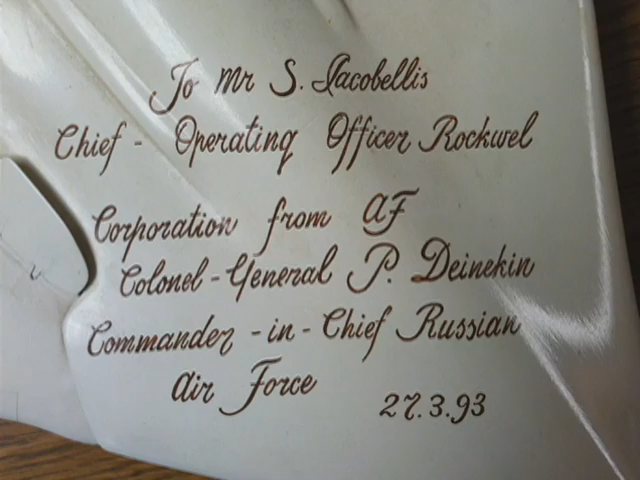 To Mr S. Iacobellis
Chief - Operating Officer Rockwel
Corporation from AF
Colonel - General P. Deinekin
Commander - in - Chief Russian
Air Force
27.3.93